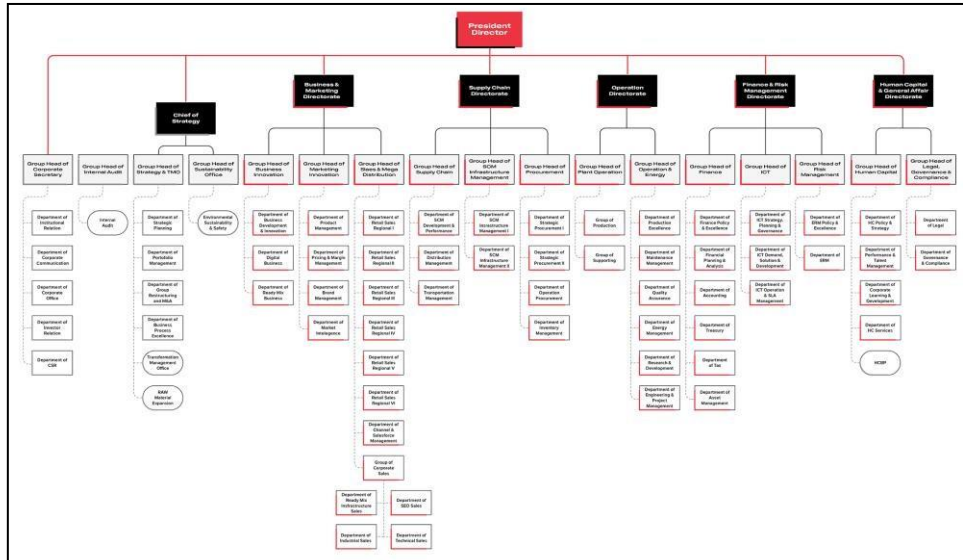 President
Director
Chief of
Strategy
Business &
Marketing
Directorate
Supply Chain
Directorate
Operation
Directorate
Finance & Risk
Management
Directorate
Human Capital
& General Affair
Directorate
Group Head of
Corporate
Secretary
Group Head of
Internal Audit
Group Head of
Strategy & TMO
Group Head of
Sustainability
Office
Group Head of
Business
Innovation
Group Head of
Marketing
Innovation
Group Head of
& Mega
Distribution
Group Head of
Supply Chain
Group Head of
SCM
Infrastructure
Management
Group Head of
Procurement
Group Head of
Plant Operation
Group Head of
Operation
& Energy
Group Head of
Finance
Group Head of
ICT
Group Head of
Risk
Management
Group Head of
Human Capital
Group Head of
Legal,
Governance
& Compliance
Department of
Institutional
Relation
Department of
Corporate
Communication
Department of
Corporate
Office
Department of
Investor
Relation
Department of
CSR
Internal
Audit
Department of
Strategic
Planning
Department of
Portofolio
Management
Department of
Group
Restructuring
and M&A
Department of
Business
Process
Excellence
Transformation
Management
Office
RAW
Material
Expansion
Environmental
Sustainability
& Safety
Department of
Business
Development
& Innovation
Department of
Digital
Business
Department of
Ready Mix
Business
Department of
Product
Management
Department of
Pricing & Margin
Management
Department of
Brand
Management
Department of
Market
Intelegence
Department of
Retail Sales
Regional I
Department of
Retail Sales
Regional II
Department of
Retail Sales
Regional III
Department of
Retail Sales
Regional IV
Department of
Retail Sales
Regional V
Department of
Retail Sales
Regional VI
Department of
Channel &
Salesforce
Management
Group of
Corporate
Sales
Department of
Ready Mix
Infrastructure
Sales
Department of
SEO Sales
Department of
Industrial Sales
Department of
Technical Sales
Department of
SCM
Development &
Performance
Department of
Distribution
Management
Department of
Transportation
Management
Department of
SCM
Infrastructure
Management I
Department of
SCM
Infrastructure
Management II
Department of
Strategic
Procurement I
Department of
Strategic
Procurement II
Department of
Operation
Procurement
Department of
Inventory
Management
Group of
Production
Group of
Supporting
Department of
Production
Excellence
Department of
Maintenance
Management
Department of
Quality
Assurance
Department of
Energy
Management
Department of
Research &
Development
Department of
Engineering &
Project
Management
Department of
Finance Policy
& Excellence
Department of
Financial
Planning &
Analysis
Department of
Accounting
Department of
Treasury
Department
of Tax
Department of
Asset
Management
Department of
ICT Strategy,
Planning &
Governance
Department of
ICT Demand,
Solution &
Development
Department of
ICT Operation
& SLA
Management
Department of
ERM Policy &
Excellence
Department of
ERM
Department of
HC Policy &
Strategy
Department of
Performance &
Talent
Management
Department of
Corporate
Learning &
Development
Department of
HC Services
HCBP
Department
of Legal
Department of
Governance
& Compliance